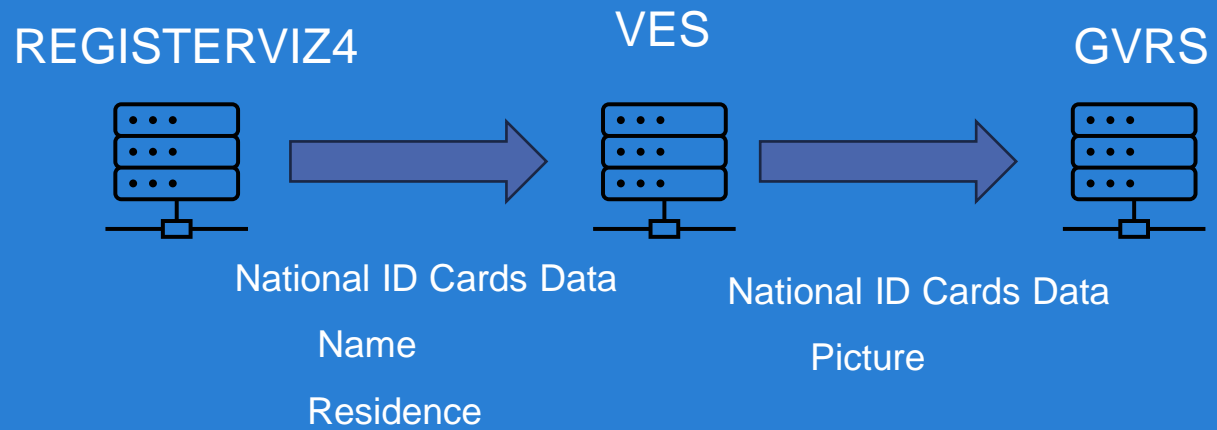 REGISTERVIZ4
VES
GVRS
National ID Cards Data
Name
Residence
National ID Cards Data
Picture